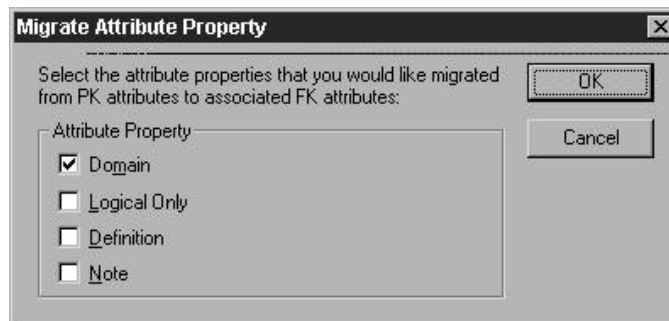 Migrate Attribute Property
Select the attribute properties that you would like migrated
from PK attributes to associated FK attributes:
OK
Cancel
Attribute Property
Domain
Logical Only
Definition
Note